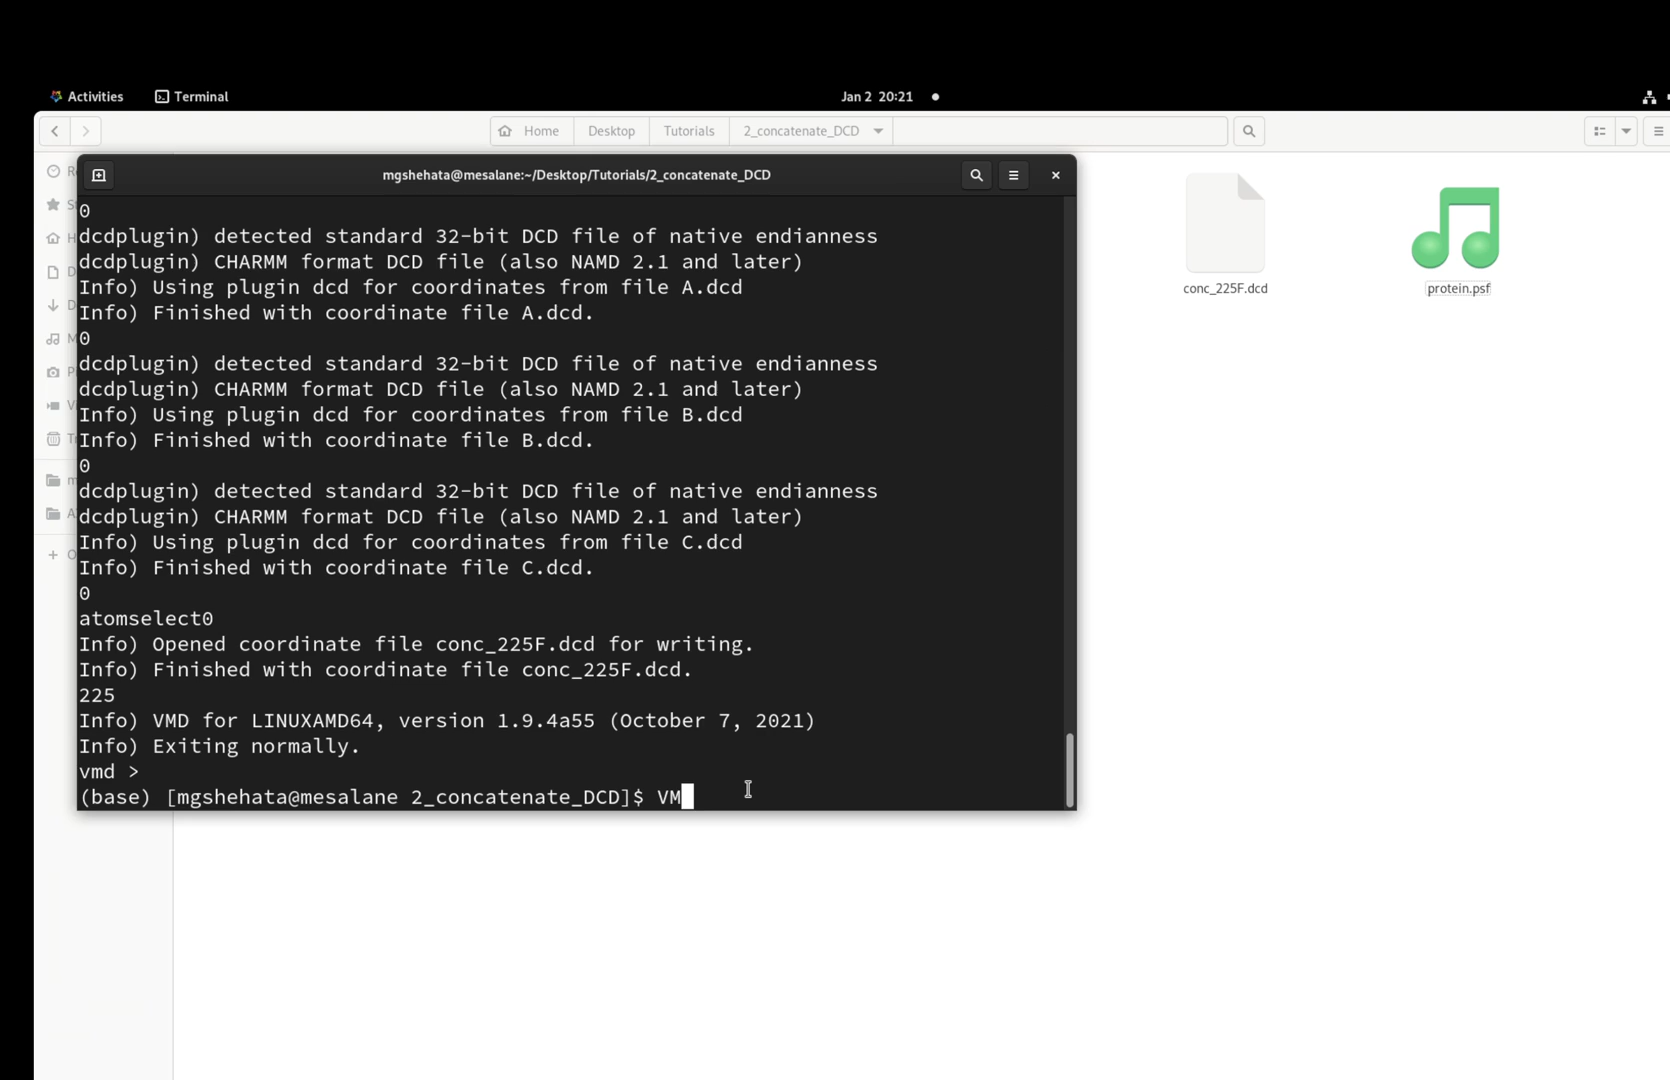 Activities
Terminal
Jan 2 20:21
Home
Desktop
Tutorials
2_concatenate_DCD
mgshehata@mesalane:~/Desktop/Tutorials/2_concatenate_DCD
0
dcdplugin) detected standard 32-bit DCD file of native endianness
dcdplugin) CHARMM format DCD file (also NAMD 2.1 and later)
Info) Using plugin dcd for coordinates from file A.dcd
Info) Finished with coordinate file A.dcd.
0
dcdplugin) detected standard 32-bit DCD file of native endianness
dcdplugin) CHARMM format DCD file (also NAMD 2.1 and later)
Info) Using plugin dcd for coordinates from file B.dcd
Info) Finished with coordinate file B.dcd.
0
dcdplugin) detected standard 32-bit DCD file of native endianness
dcdplugin) CHARMM format DCD file (also NAMD 2.1 and later)
Info) Using plugin dcd for coordinates from file C.dcd
Info) Finished with coordinate file C.dcd.
0
atomselect0
Info) Opened coordinate file conc_225F.dcd for writing.
Info) Finished with coordinate file conc_225F.dcd.
225
Info) VMD for LINUXAMD64, version 1.9.4a55 (October 7, 2021)
Info) Exiting normally.
vmd >
(base) [mgshehata@mesalane 2_concatenate_DCD]$ VM
conc_225F.dcd
protein.psf